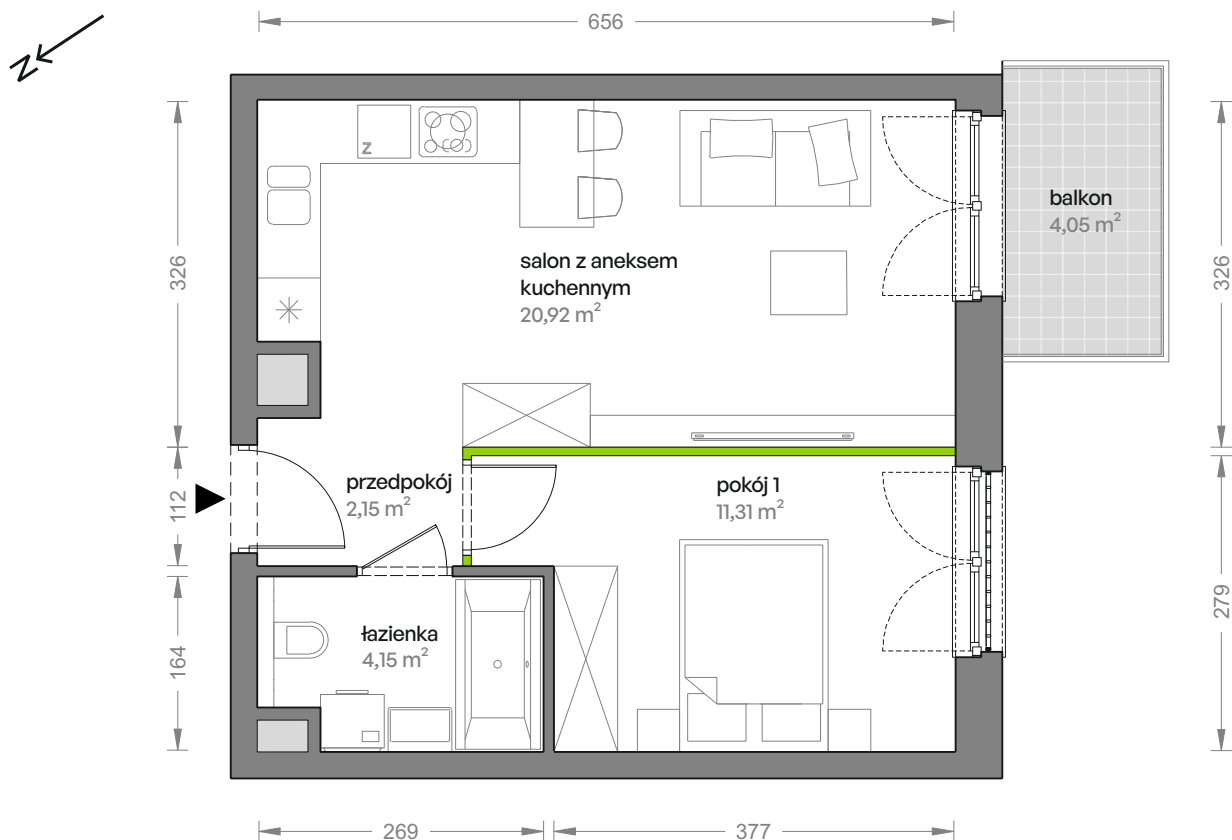 656
N
Z
balkon
4,05 m²
326
326
salon z aneksem
kuchennym
20,92 m²
przedpokój
2,15 m²
pokój 1
11,31 m²
112
279
łazienka
4,15 m²
164
269
377